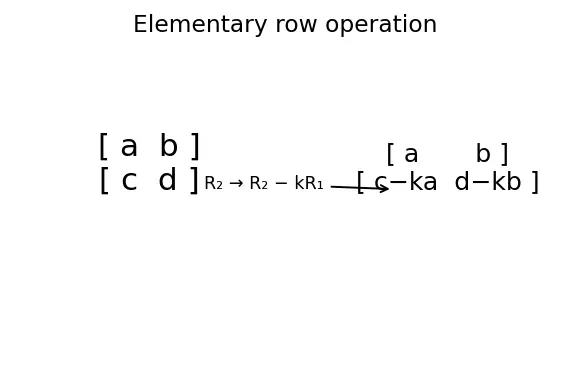 Elementary row operation
[ a  b ]
[ c  d ]
R₂ → R₂ − kR₁
[ a       b ]
[ c−ka  d−kb ]